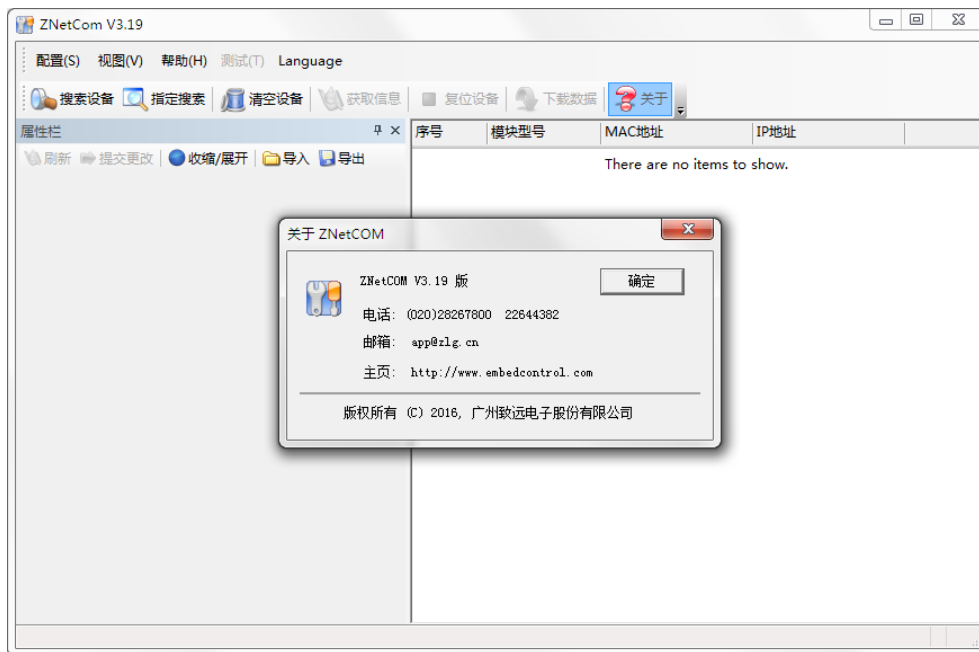 ZNetCom V3.19
配置(S) 视图(V) 帮助(H) 测试(T) Language
搜索设备 指定搜索 清空设备 获取信息 复位设备 下载数据 关于
属性栏 序号 模块型号 MAC地址 IP地址
刷新 提交更改 收缩/展开 导入 导出
There are no items to show.
关于 ZNetCOM
ZNetCOM V3.19 版 确定
电话: (020)28267800 22644382
邮箱: app@zlg.cn
主页: http://www.embedcontrol.com
版权所有 (C) 2016, 广州致远电子股份有限公司